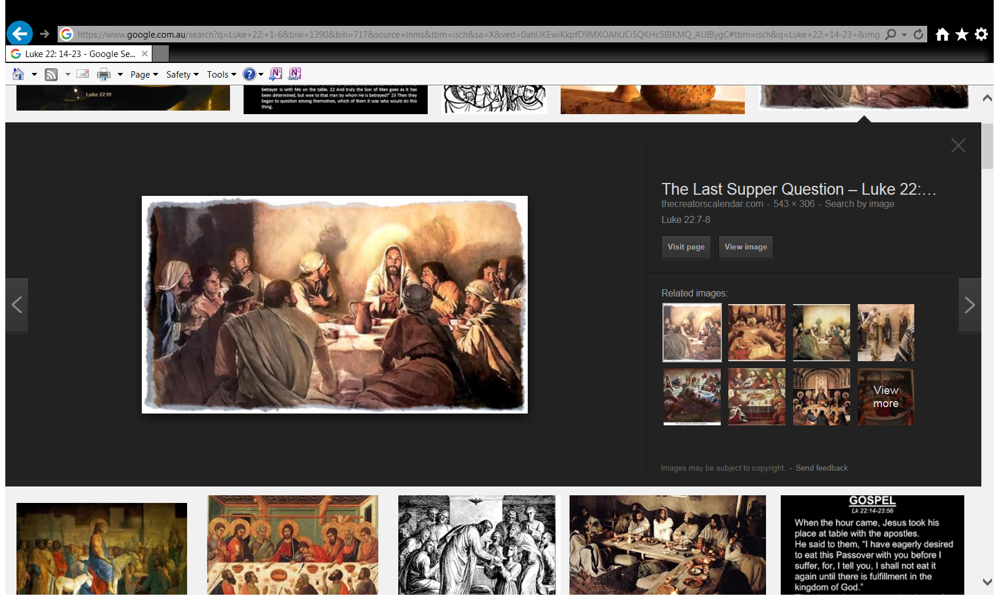 https://www.google.com.au/search?q=Luke+22:+1-6&biw=1390&bih=717&source=lnms&tbm=isch&sa=X&ved=0ahUKEwiKkpfD9MXOAhUCi5QKHc5IBKMQ_AUIBygC#tbm=isch&q=Luke+22:+14-23+&img
Luke 22: 14-23 - Google Se...
Page Safety Tools
Luke 22:19
betrayer is with Me on the table. 22 And truly the Son of Man goes as it has
been determined, but woe to that man by whom He is betrayed!" 23 Then they
began to question among themselves, which of them it was who would do this
thing.
The Last Supper Question – Luke 22:…
thecreatorscalendar.com - 543 × 306 - Search by image
Luke 22:7-8
Visit page View image
Related images:
View
more
Images may be subject to copyright. - Send feedback
GOSPEL
Lk 22:14-23:56
When the hour came, Jesus took his
place at table with the apostles.
He said to them, “I have eagerly desired
to eat this Passover with you before I
suffer, for, I tell you, I shall not eat it
again until there is fulfillment in the
kingdom of God.”